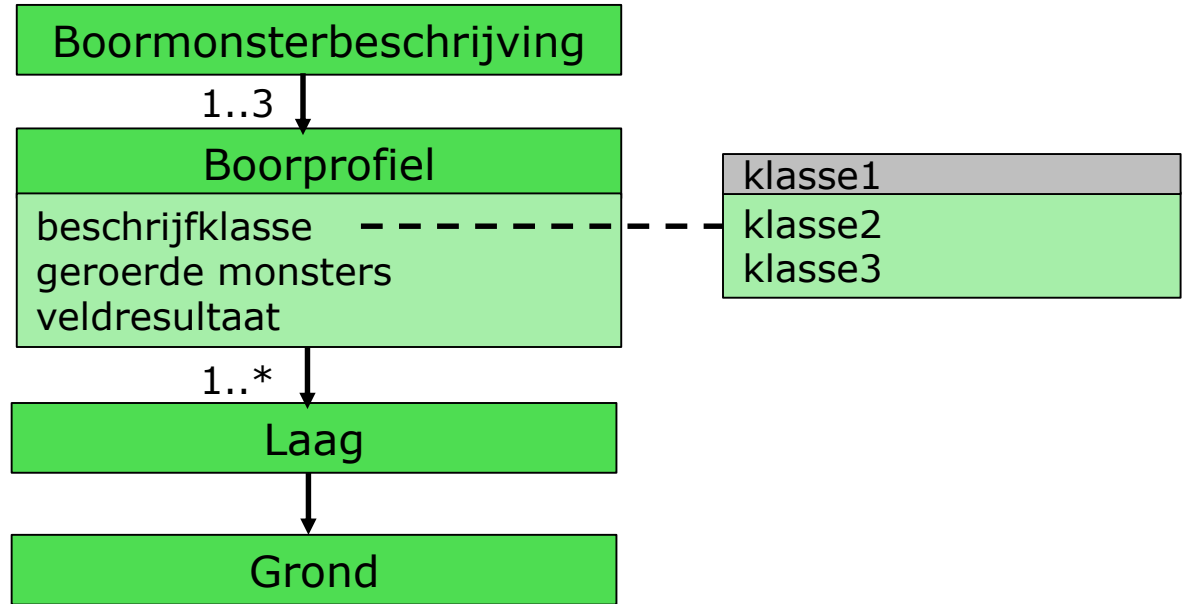 Boormonsterbeschrijving
1..3
Boorprofiel
beschrijfklasse
geroerde monsters
veldresultaat
klasse1
klasse2
klasse3
1..*
Laag
Grond